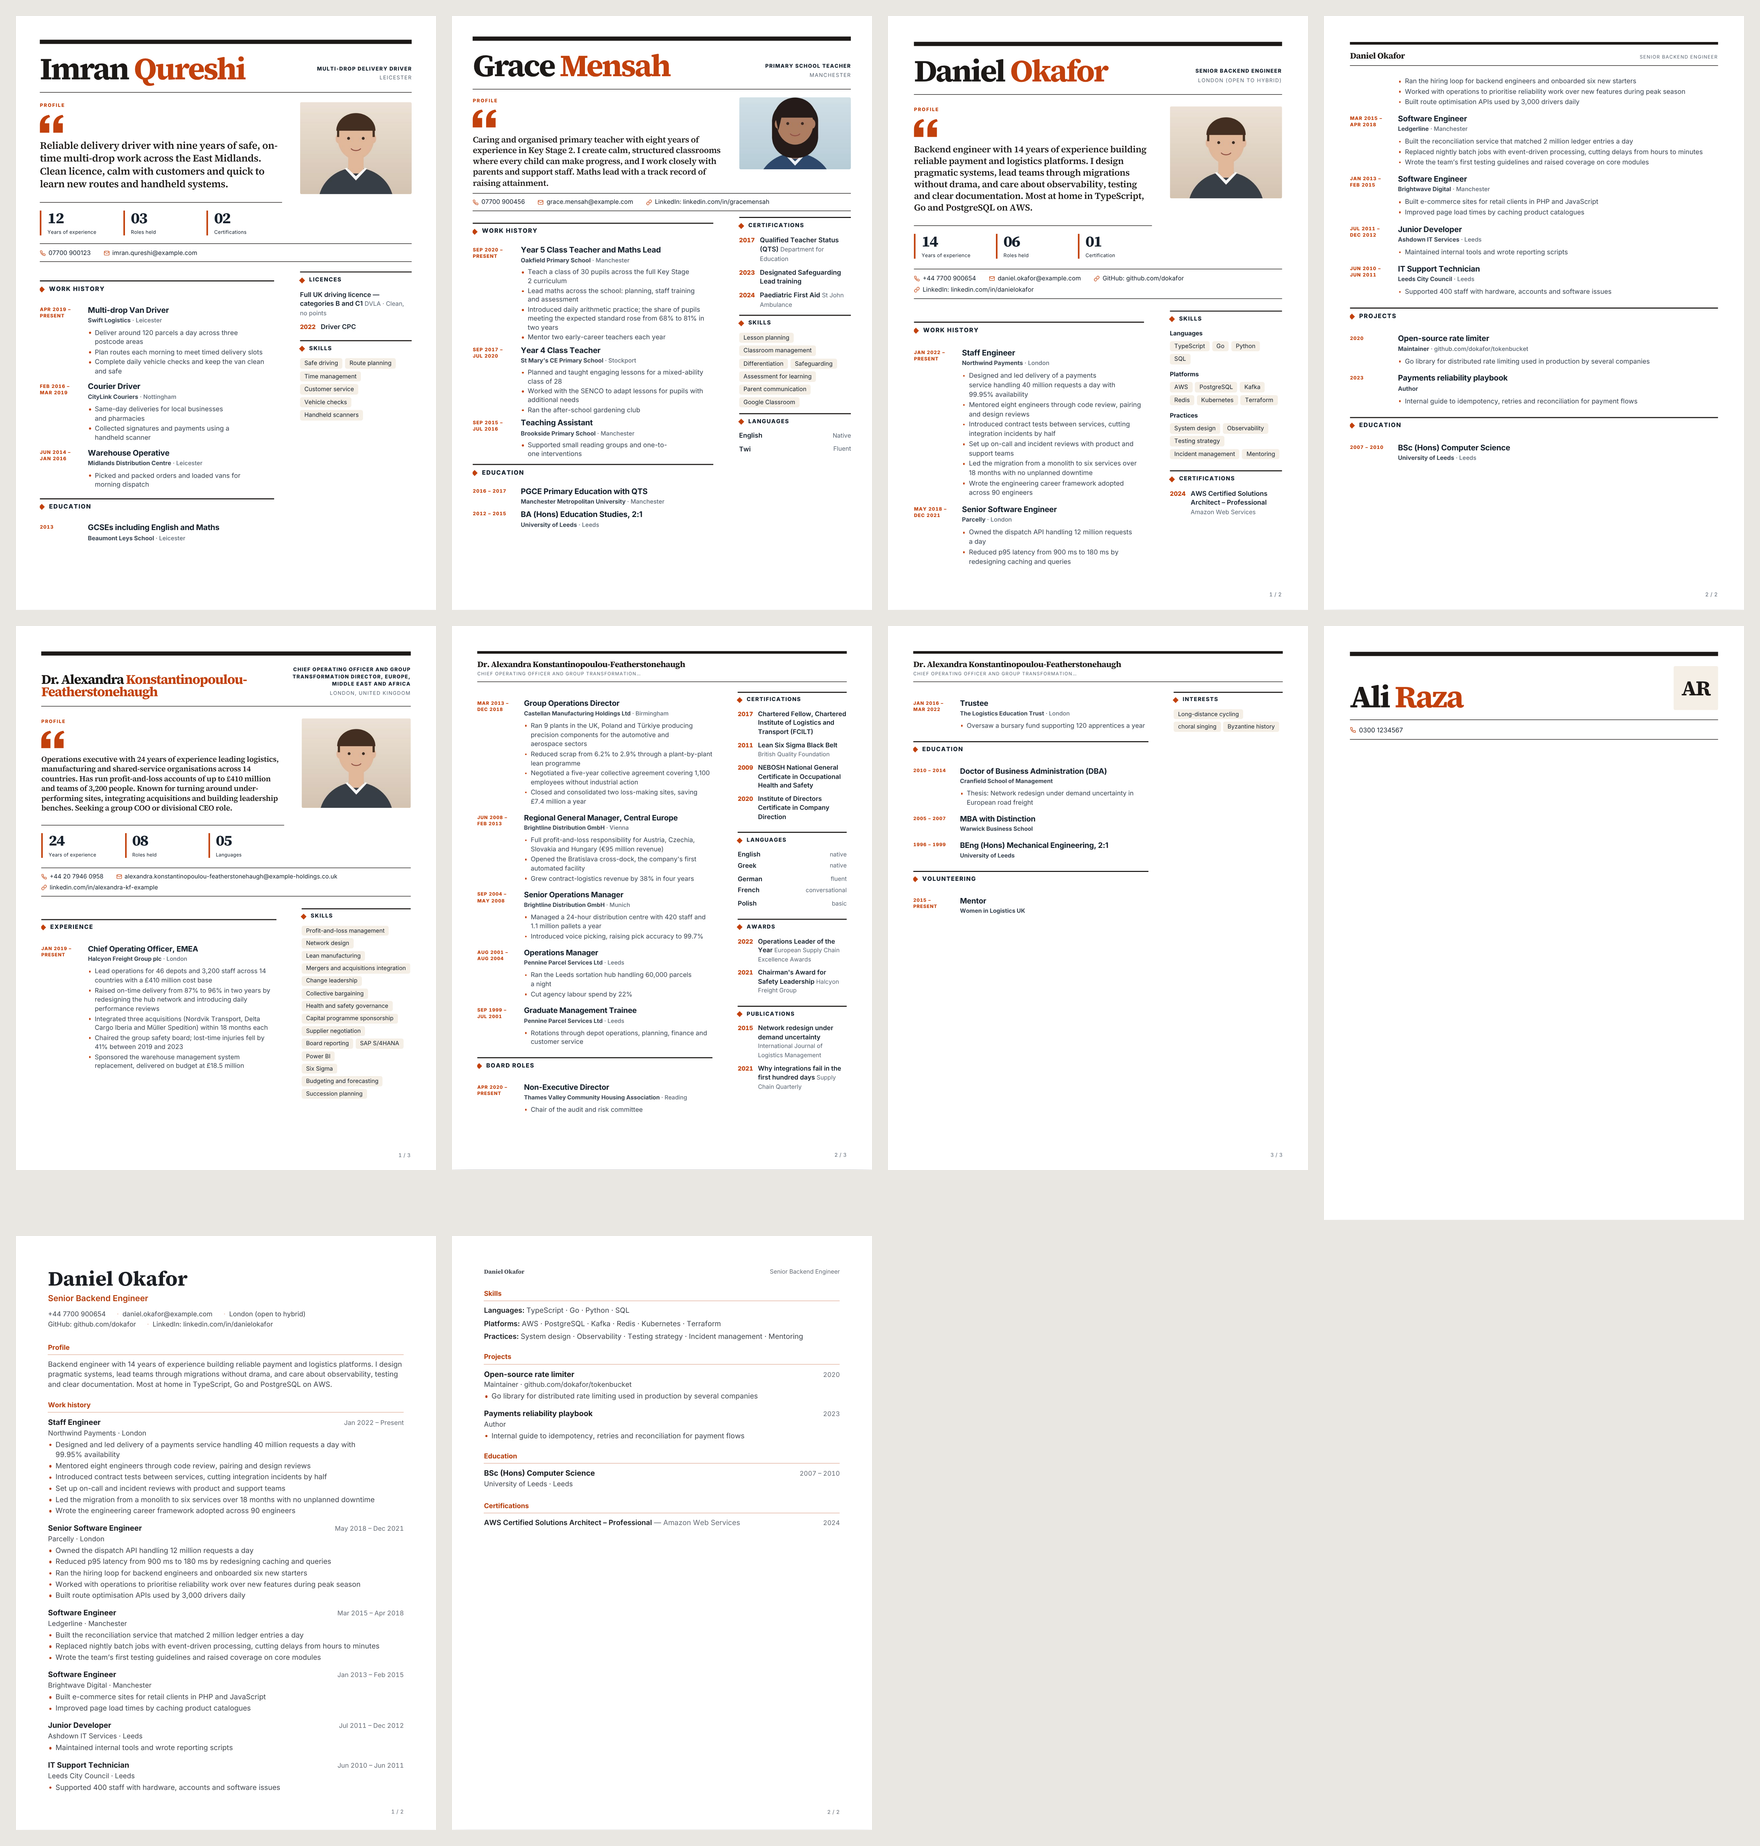 Imran Qureshi
MULTI-DROP DELIVERY DRIVER
LEICESTER
PROFILE
Reliable delivery driver with nine years of safe, on-
time multi-drop work across the East Midlands.
Clean licence, calm with customers and quick to
learn new routes and handheld systems.
12
Years of experience
03
Roles held
02
Certifications
07700 900123
imran.qureshi@example.com
WORK HISTORY
APR 2019 –
PRESENT
Multi-drop Van Driver
Swift Logistics · Leicester
• Deliver around 120 parcels a day across three
postcode areas
• Plan routes each morning to meet timed delivery slots
• Complete daily vehicle checks and keep the van clean
and safe
FEB 2016 –
MAR 2019
Courier Driver
CityLink Couriers · Nottingham
• Same-day deliveries for local businesses
and pharmacies
• Collected signatures and payments using a
handheld scanner
JUN 2014 –
JAN 2016
Warehouse Operative
Midlands Distribution Centre · Leicester
• Picked and packed orders and loaded vans for
morning dispatch
EDUCATION
2013
GCSEs including English and Maths
Beaumont Leys School · Leicester
LICENCES
Full UK driving licence —
categories B and C1 DVLA · Clean,
no points
2022 Driver CPC
SKILLS
Safe driving
Route planning
Time management
Customer service
Vehicle checks
Handheld scanners
Grace Mensah
PRIMARY SCHOOL TEACHER
MANCHESTER
PROFILE
Caring and organised primary teacher with eight years of
experience in Key Stage 2. I create calm, structured classrooms
where every child can make progress, and I work closely with
parents and support staff. Maths lead with a track record of
raising attainment.
07700 900456
grace.mensah@example.com
LinkedIn: linkedin.com/in/gracemensah
WORK HISTORY
SEP 2020 –
PRESENT
Year 5 Class Teacher and Maths Lead
Oakfield Primary School · Manchester
• Teach a class of 30 pupils across the full Key Stage
2 curriculum
• Lead maths across the school: planning, staff training
and assessment
• Introduced daily arithmetic practice; the share of pupils
meeting the expected standard rose from 68% to 81% in
two years
• Mentor two early-career teachers each year
SEP 2017 –
JUL 2020
Year 4 Class Teacher
St Mary's CE Primary School · Stockport
• Planned and taught engaging lessons for a mixed-ability
class of 28
• Worked with the SENCO to adapt lessons for pupils with
additional needs
• Ran the after-school gardening club
SEP 2015 –
JUL 2016
Teaching Assistant
Brookside Primary School · Manchester
• Supported small reading groups and one-to-
one interventions
EDUCATION
2016 – 2017
PGCE Primary Education with QTS
Manchester Metropolitan University · Manchester
2012 – 2015
BA (Hons) Education Studies, 2:1
University of Leeds · Leeds
CERTIFICATIONS
2017 Qualified Teacher Status
(QTS) Department for
Education
2023 Designated Safeguarding
Lead training
2024 Paediatric First Aid St John
Ambulance
SKILLS
Lesson planning
Classroom management
Differentiation
Safeguarding
Assessment for learning
Parent communication
Google Classroom
LANGUAGES
English Native
Twi Fluent
Daniel Okafor
SENIOR BACKEND ENGINEER
LONDON (OPEN TO HYBRID)
PROFILE
Backend engineer with 14 years of experience building
reliable payment and logistics platforms. I design
pragmatic systems, lead teams through migrations
without drama, and care about observability, testing
and clear documentation. Most at home in TypeScript,
Go and PostgreSQL on AWS.
14
Years of experience
06
Roles held
01
Certification
+44 7700 900654
daniel.okafor@example.com
GitHub: github.com/dokafor
LinkedIn: linkedin.com/in/danielokafor
WORK HISTORY
JAN 2022 –
PRESENT
Staff Engineer
Northwind Payments · London
• Designed and led delivery of a payments
service handling 40 million requests a day with
99.95% availability
• Mentored eight engineers through code review, pairing
and design reviews
• Introduced contract tests between services, cutting
integration incidents by half
• Set up on-call and incident reviews with product and
support teams
• Led the migration from a monolith to six services over
18 months with no unplanned downtime
• Wrote the engineering career framework adopted
across 90 engineers
MAY 2018 –
DEC 2021
Senior Software Engineer
Parcelly · London
• Owned the dispatch API handling 12 million requests
a day
• Reduced p95 latency from 900 ms to 180 ms by
redesigning caching and queries
SKILLS
Languages
TypeScript
Go
Python
SQL
Platforms
AWS
PostgreSQL
Kafka
Redis
Kubernetes
Terraform
Practices
System design
Observability
Testing strategy
Incident management
Mentoring
CERTIFICATIONS
2024 AWS Certified Solutions
Architect – Professional
Amazon Web Services
1 / 2
Daniel Okafor
SENIOR BACKEND ENGINEER
• Ran the hiring loop for backend engineers and onboarded six new starters
• Worked with operations to prioritise reliability work over new features during peak season
• Built route optimisation APIs used by 3,000 drivers daily
MAR 2015 –
APR 2018
Software Engineer
Ledgerline · Manchester
• Built the reconciliation service that matched 2 million ledger entries a day
• Replaced nightly batch jobs with event-driven processing, cutting delays from hours to minutes
• Wrote the team's first testing guidelines and raised coverage on core modules
JAN 2013 –
FEB 2015
Software Engineer
Brightwave Digital · Manchester
• Built e-commerce sites for retail clients in PHP and JavaScript
• Improved page load times by caching product catalogues
JUL 2011 –
DEC 2012
Junior Developer
Ashdown IT Services · Leeds
• Maintained internal tools and wrote reporting scripts
JUN 2010 –
JUN 2011
IT Support Technician
Leeds City Council · Leeds
• Supported 400 staff with hardware, accounts and software issues
PROJECTS
2020
Open-source rate limiter
Maintainer · github.com/dokafor/tokenbucket
• Go library for distributed rate limiting used in production by several companies
2023
Payments reliability playbook
Author
• Internal guide to idempotency, retries and reconciliation for payment flows
EDUCATION
2007 – 2010
BSc (Hons) Computer Science
University of Leeds · Leeds
2 / 2
Dr. Alexandra Konstantinopoulou-
Featherstonehaugh
CHIEF OPERATING OFFICER AND GROUP
TRANSFORMATION DIRECTOR, EUROPE,
MIDDLE EAST AND AFRICA
LONDON, UNITED KINGDOM
PROFILE
Operations executive with 24 years of experience leading logistics,
manufacturing and shared-service organisations across 14
countries. Has run profit-and-loss accounts of up to £410 million
and teams of 3,200 people. Known for turning around under-
performing sites, integrating acquisitions and building leadership
benches. Seeking a group COO or divisional CEO role.
24
Years of experience
08
Roles held
05
Languages
+44 20 7946 0958
alexandra.konstantinopoulou-featherstonehaugh@example-holdings.co.uk
linkedin.com/in/alexandra-kf-example
EXPERIENCE
JAN 2019 –
PRESENT
Chief Operating Officer, EMEA
Halcyon Freight Group plc · London
• Lead operations for 46 depots and 3,200 staff across 14
countries with a £410 million cost base
• Raised on-time delivery from 87% to 96% in two years by
redesigning the hub network and introducing daily
performance reviews
• Integrated three acquisitions (Nordvik Transport, Delta
Cargo Iberia and Müller Spedition) within 18 months each
• Chaired the group safety board; lost-time injuries fell by
41% between 2019 and 2023
• Sponsored the warehouse management system
replacement, delivered on budget at £18.5 million
SKILLS
Profit-and-loss management
Network design
Lean manufacturing
Mergers and acquisitions integration
Change leadership
Collective bargaining
Health and safety governance
Capital programme sponsorship
Supplier negotiation
Board reporting
SAP S/4HANA
Power BI
Six Sigma
Budgeting and forecasting
Succession planning
1 / 3
Dr. Alexandra Konstantinopoulou-Featherstonehaugh
CHIEF OPERATING OFFICER AND GROUP TRANSFORMATION…
MAR 2013 –
DEC 2018
Group Operations Director
Castellan Manufacturing Holdings Ltd · Birmingham
• Ran 9 plants in the UK, Poland and Türkiye producing
precision components for the automotive and
aerospace sectors
• Reduced scrap from 6.2% to 2.9% through a plant-by-plant
lean programme
• Negotiated a five-year collective agreement covering 1,100
employees without industrial action
• Closed and consolidated two loss-making sites, saving
£7.4 million a year
JUN 2008 –
FEB 2013
Regional General Manager, Central Europe
Brightline Distribution GmbH · Vienna
• Full profit-and-loss responsibility for Austria, Czechia,
Slovakia and Hungary (€95 million revenue)
• Opened the Bratislava cross-dock, the company's first
automated facility
• Grew contract-logistics revenue by 38% in four years
SEP 2004 –
MAY 2008
Senior Operations Manager
Brightline Distribution GmbH · Munich
• Managed a 24-hour distribution centre with 420 staff and
1.1 million pallets a year
• Introduced voice picking, raising pick accuracy to 99.7%
AUG 2001 –
AUG 2004
Operations Manager
Pennine Parcel Services Ltd · Leeds
• Ran the Leeds sortation hub handling 60,000 parcels
a night
• Cut agency labour spend by 22%
SEP 1999 –
JUL 2001
Graduate Management Trainee
Pennine Parcel Services Ltd · Leeds
• Rotations through depot operations, planning, finance and
customer service
BOARD ROLES
APR 2020 –
PRESENT
Non-Executive Director
Thames Valley Community Housing Association · Reading
• Chair of the audit and risk committee
CERTIFICATIONS
2017 Chartered Fellow, Chartered
Institute of Logistics and
Transport (FCILT)
2011 Lean Six Sigma Black Belt
British Quality Foundation
2009 NEBOSH National General
Certificate in Occupational
Health and Safety
2020 Institute of Directors
Certificate in Company
Direction
LANGUAGES
English native
Greek native
German fluent
French conversational
Polish basic
AWARDS
2022 Operations Leader of the
Year European Supply Chain
Excellence Awards
2021 Chairman's Award for
Safety Leadership Halcyon
Freight Group
PUBLICATIONS
2015 Network redesign under
demand uncertainty
International Journal of
Logistics Management
2021 Why integrations fail in the
first hundred days Supply
Chain Quarterly
2 / 3
Dr. Alexandra Konstantinopoulou-Featherstonehaugh
CHIEF OPERATING OFFICER AND GROUP TRANSFORMATION…
JAN 2016 –
MAR 2022
Trustee
The Logistics Education Trust · London
• Oversaw a bursary fund supporting 120 apprentices a year
EDUCATION
2010 – 2014
Doctor of Business Administration (DBA)
Cranfield School of Management
• Thesis: Network redesign under demand uncertainty in
European road freight
2005 – 2007
MBA with Distinction
Warwick Business School
1996 – 1999
BEng (Hons) Mechanical Engineering, 2:1
University of Leeds
VOLUNTEERING
2015 –
PRESENT
Mentor
Women in Logistics UK
INTERESTS
Long-distance cycling
choral singing
Byzantine history
3 / 3
Ali Raza
AR
0300 1234567
Daniel Okafor
Senior Backend Engineer
+44 7700 900654 · daniel.okafor@example.com · London (open to hybrid)
GitHub: github.com/dokafor · LinkedIn: linkedin.com/in/danielokafor
Profile
Backend engineer with 14 years of experience building reliable payment and logistics platforms. I design
pragmatic systems, lead teams through migrations without drama, and care about observability, testing
and clear documentation. Most at home in TypeScript, Go and PostgreSQL on AWS.
Work history
Staff Engineer Jan 2022 – Present
Northwind Payments · London
• Designed and led delivery of a payments service handling 40 million requests a day with
99.95% availability
• Mentored eight engineers through code review, pairing and design reviews
• Introduced contract tests between services, cutting integration incidents by half
• Set up on-call and incident reviews with product and support teams
• Led the migration from a monolith to six services over 18 months with no unplanned downtime
• Wrote the engineering career framework adopted across 90 engineers
Senior Software Engineer May 2018 – Dec 2021
Parcelly · London
• Owned the dispatch API handling 12 million requests a day
• Reduced p95 latency from 900 ms to 180 ms by redesigning caching and queries
• Ran the hiring loop for backend engineers and onboarded six new starters
• Worked with operations to prioritise reliability work over new features during peak season
• Built route optimisation APIs used by 3,000 drivers daily
Software Engineer Mar 2015 – Apr 2018
Ledgerline · Manchester
• Built the reconciliation service that matched 2 million ledger entries a day
• Replaced nightly batch jobs with event-driven processing, cutting delays from hours to minutes
• Wrote the team's first testing guidelines and raised coverage on core modules
Software Engineer Jan 2013 – Feb 2015
Brightwave Digital · Manchester
• Built e-commerce sites for retail clients in PHP and JavaScript
• Improved page load times by caching product catalogues
Junior Developer Jul 2011 – Dec 2012
Ashdown IT Services · Leeds
• Maintained internal tools and wrote reporting scripts
IT Support Technician Jun 2010 – Jun 2011
Leeds City Council · Leeds
• Supported 400 staff with hardware, accounts and software issues
1 / 2
Daniel Okafor
Senior Backend Engineer
Skills
Languages: TypeScript · Go · Python · SQL
Platforms: AWS · PostgreSQL · Kafka · Redis · Kubernetes · Terraform
Practices: System design · Observability · Testing strategy · Incident management · Mentoring
Projects
Open-source rate limiter 2020
Maintainer · github.com/dokafor/tokenbucket
• Go library for distributed rate limiting used in production by several companies
Payments reliability playbook 2023
Author
• Internal guide to idempotency, retries and reconciliation for payment flows
Education
BSc (Hons) Computer Science 2007 – 2010
University of Leeds · Leeds
Certifications
AWS Certified Solutions Architect – Professional — Amazon Web Services 2024
2 / 2